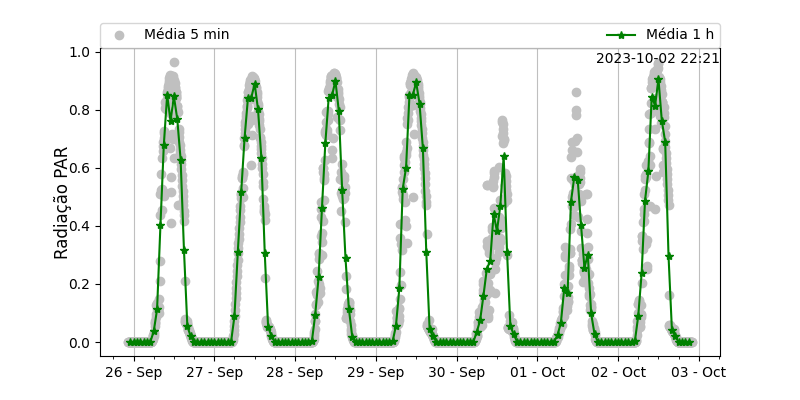 Média 5 min
Média 1 h
2023-10-02 22:21
Radiação PAR
1.0
0.8
0.6
0.4
0.2
0.0
26 - Sep
27 - Sep
28 - Sep
29 - Sep
30 - Sep
01 - Oct
02 - Oct
03 - Oct